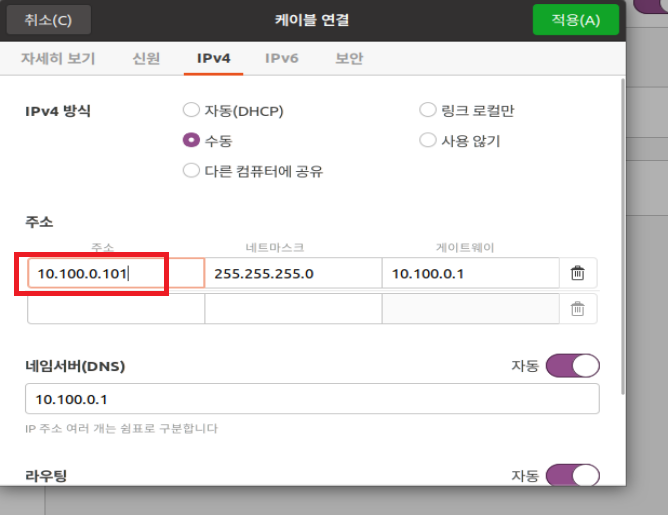 취소(C) 케이블 연결 적용(A)
자세히 보기 신원 IPv4 IPv6 보안
IPv4 방식 자동(DHCP) 링크 로컬만
수동 사용 않기
다른 컴퓨터에 공유
주소
주소 네트마스크 게이트웨이
10.100.0.101 255.255.255.0 10.100.0.1
네임서버(DNS) 자동
10.100.0.1
IP 주소 여러 개는 쉼표로 구분합니다
라우팅 자동